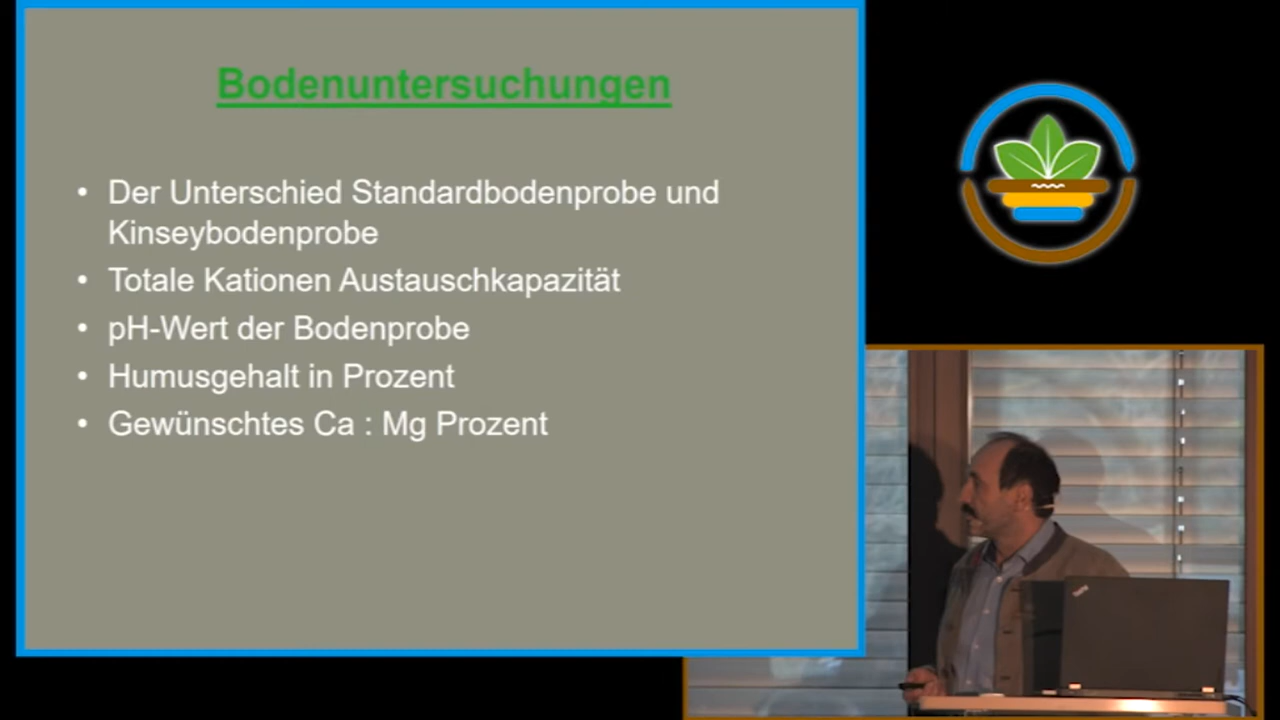 Bodenuntersuchungen
• Der Unterschied Standardbodenprobe und
Kinseybodenprobe
• Totale Kationen Austauschkapazität
• pH-Wert der Bodenprobe
• Humusgehalt in Prozent
• Gewünschtes Ca : Mg Prozent